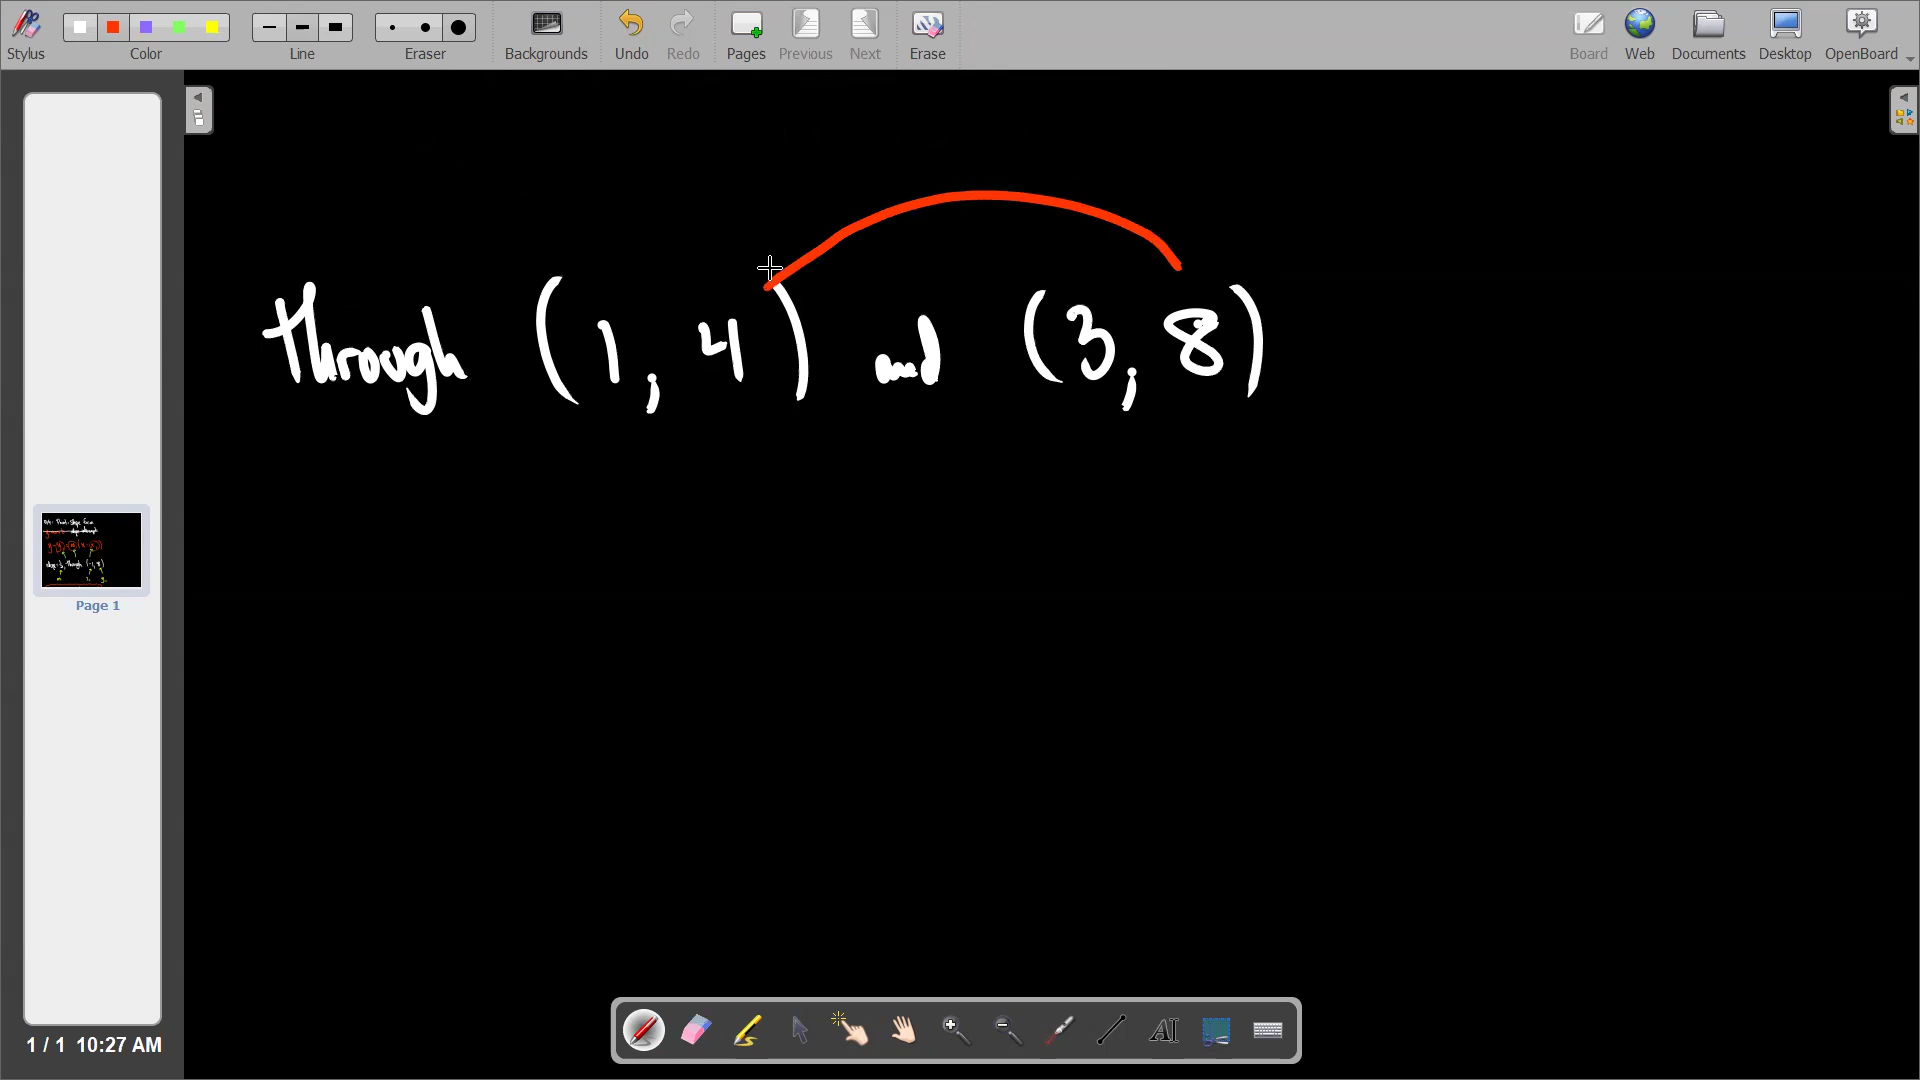 Stylus Color Line Eraser Backgrounds Undo Redo Pages Previous Next Erase Board Web Documents Desktop OpenBoard
through (1, 4) and (3, 8)
Page 1
1 / 1 10:27 AM
AI